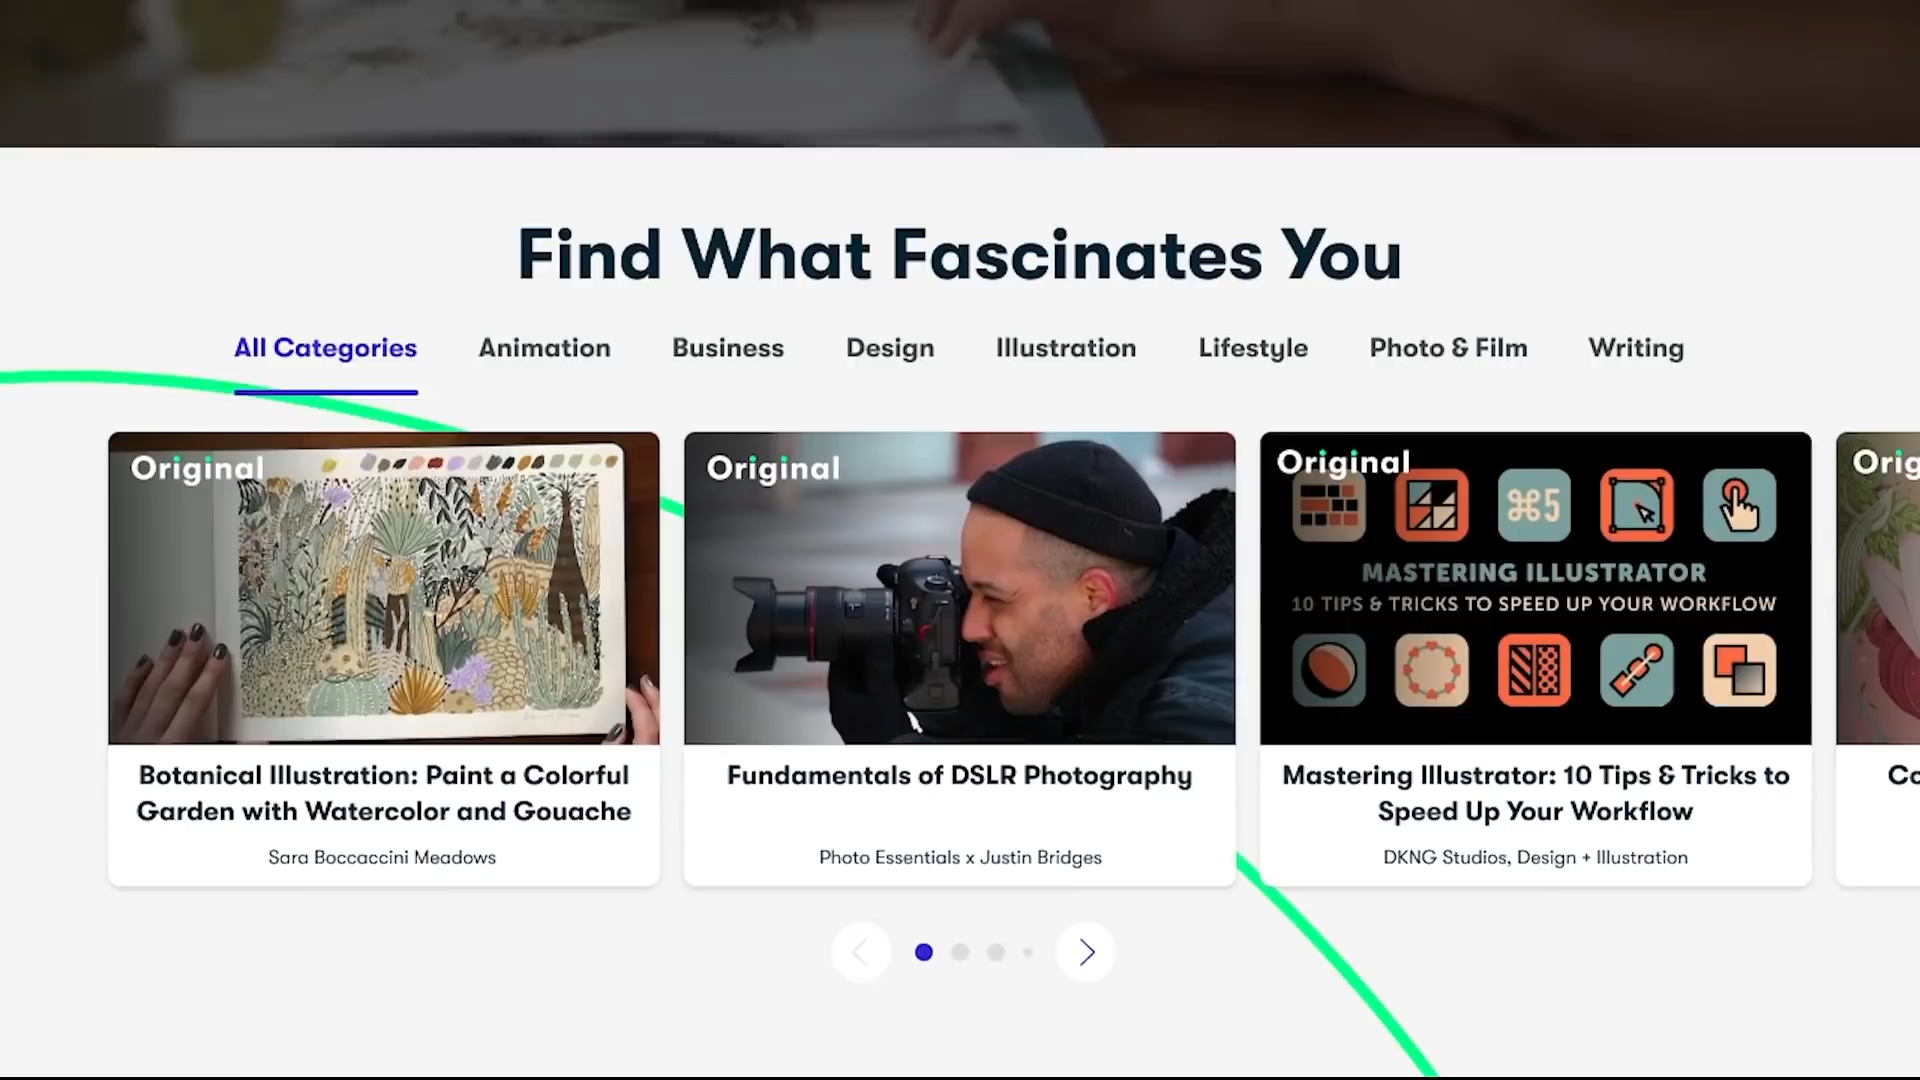 Find What Fascinates You
All Categories Animation Business Design Illustration Lifestyle Photo & Film Writing
Original
Botanical Illustration: Paint a Colorful
Garden with Watercolor and Gouache
Sara Boccaccini Meadows
Original
Fundamentals of DSLR Photography
Photo Essentials x Justin Bridges
Original
⌘5
MASTERING ILLUSTRATOR
10 TIPS & TRICKS TO SPEED UP YOUR WORKFLOW
Mastering Illustrator: 10 Tips & Tricks to
Speed Up Your Workflow
DKNG Studios, Design + Illustration
Orig
Co